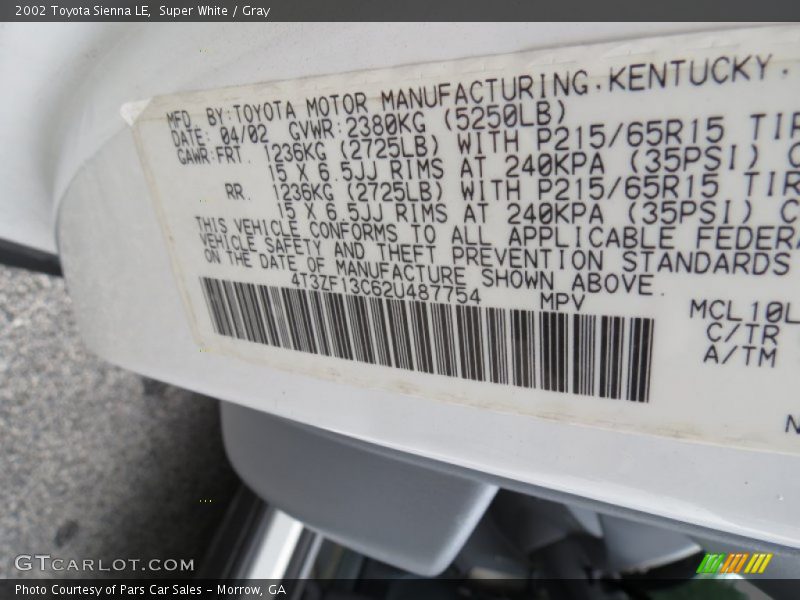 2002 Toyota Sienna LE, Super White / Gray
MFD. BY:TOYOTA MOTOR MANUFACTURING.KENTUCKY.
DATE: 04/02 GVWR:2380KG (5250LB)
GAWR:FRT. 1236KG (2725LB) WITH P215/65R15 TIR
15 X 6.5JJ RIMS AT 240KPA (35PSI) C
RR. 1236KG (2725LB) WITH P215/65R15 TIR
15 X 6.5JJ RIMS AT 240KPA (35PSI) C
THIS VEHICLE CONFORMS TO ALL APPLICABLE FEDERA
VEHICLE SAFETY AND THEFT PREVENTION STANDARDS
ON THE DATE OF MANUFACTURE SHOWN ABOVE.
4T3ZF13C62U487754 MPV
MCL10L
C/TR
A/TM
N
GTCARLOT.COM
Photo Courtesy of Pars Car Sales - Morrow, GA